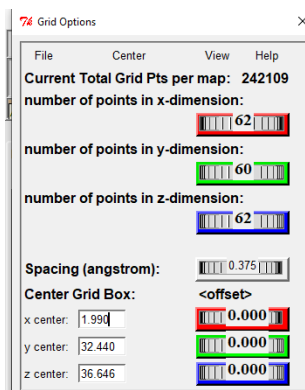 Grid Options
File Center View Help
Current Total Grid Pts per map: 242109
number of points in x-dimension:
62
number of points in y-dimension:
60
number of points in z-dimension:
62
Spacing (angstrom): 0.375
Center Grid Box: <offset>
x center: 1.990 0.000
y center: 32.440 0.000
z center: 36.646 0.000